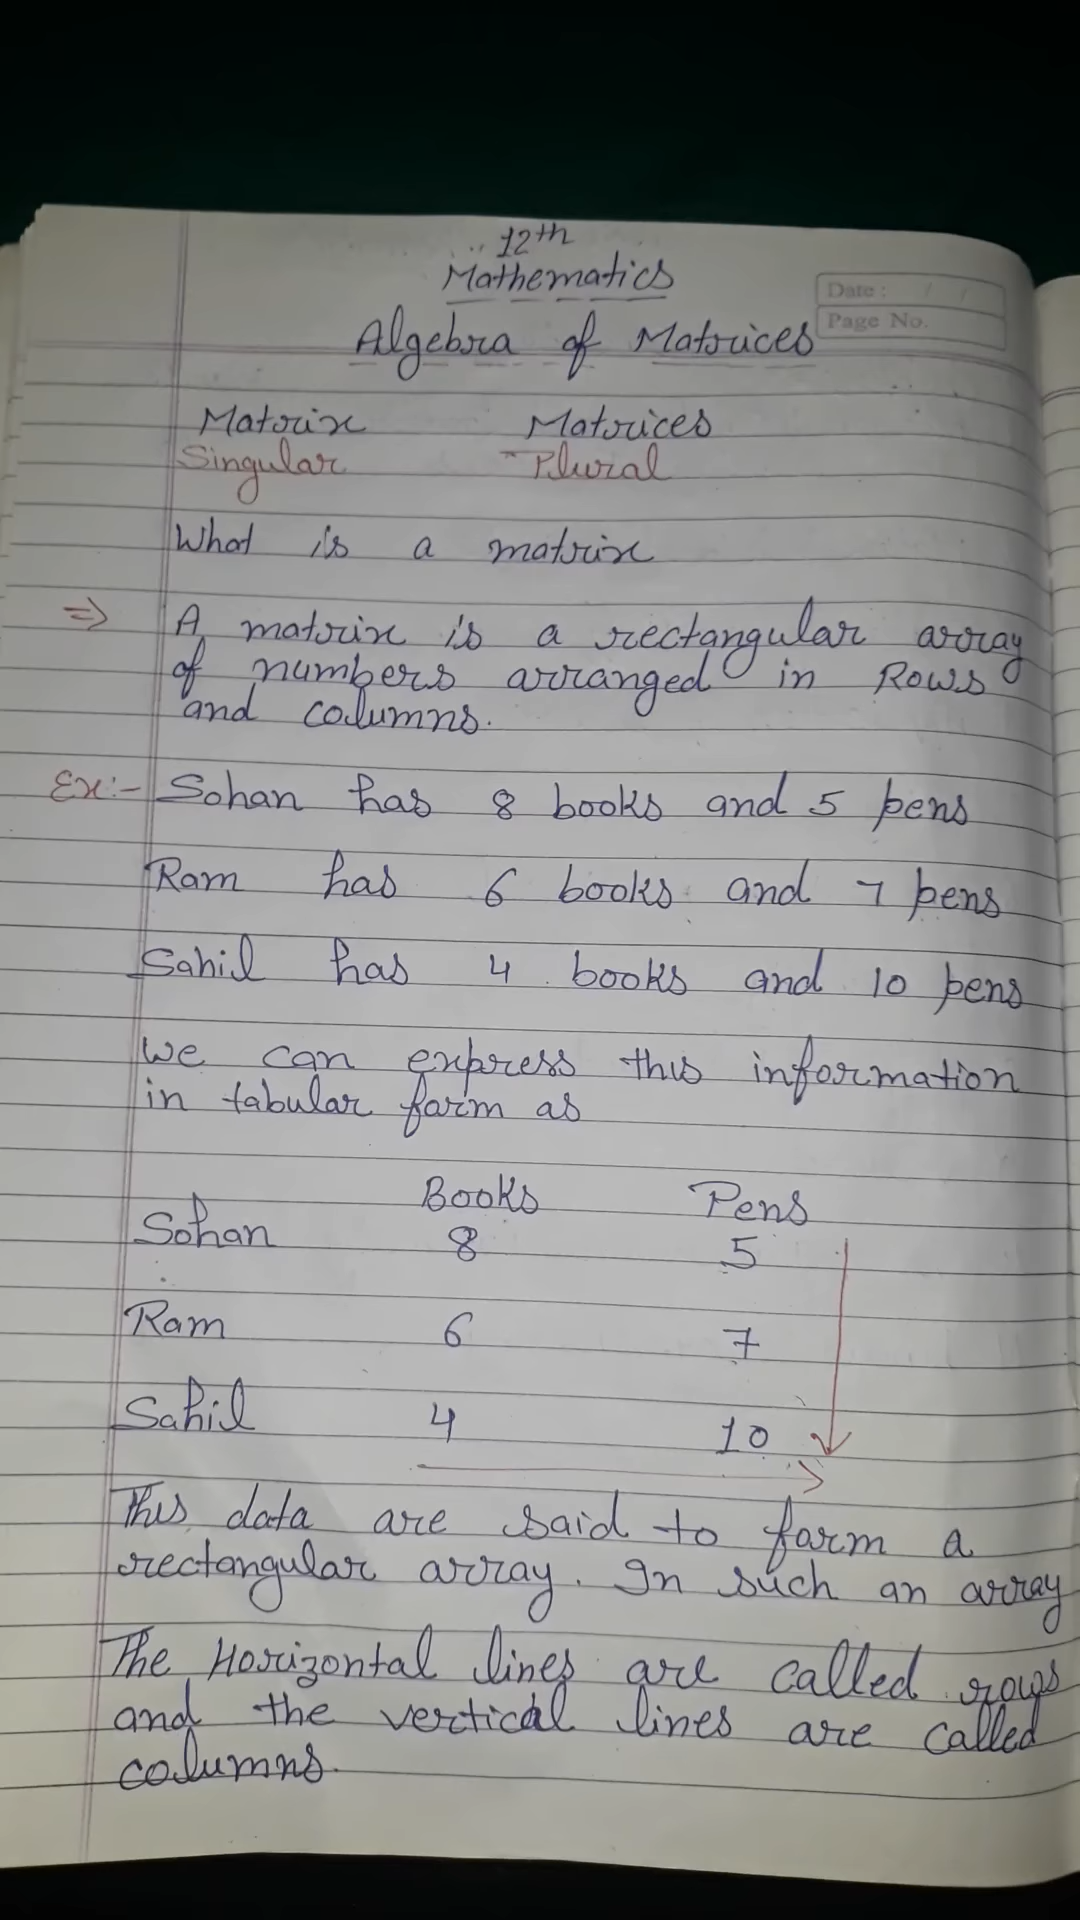 12th
Mathematics
Date : / /
Page No.
Algebra of Matrices
Matrix Matrices
Singular Plural
What is a matrix
⇒ A matrix is a rectangular array
of numbers arranged in Rows
and columns.
Ex:- Sohan has 8 books and 5 pens
Ram has 6 books and 7 pens
Sahil has 4 books and 10 pens
We can express this information
in tabular form as
Books Pens
Sohan 8 5
Ram 6 7
Sahil 4 10
This data are said to form a
rectangular array. In such an array
The Horizontal lines are called rows
and the vertical lines are called
columns.